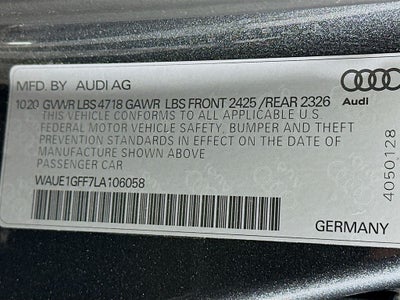 MFD. BY AUDI AG
1020 GVWR LBS 4718 GAWR LBS FRONT 2425 /REAR 2326
THIS VEHICLE CONFORMS TO ALL APPLICABLE U.S.
FEDERAL MOTOR VEHICLE SAFETY, BUMPER AND THEFT
PREVENTION STANDARDS IN EFFECT ON THE DATE OF
MANUFACTURE SHOWN ABOVE.
PASSENGER CAR
WAUE1GFF7LA106058
GERMANY
Audi
4050128